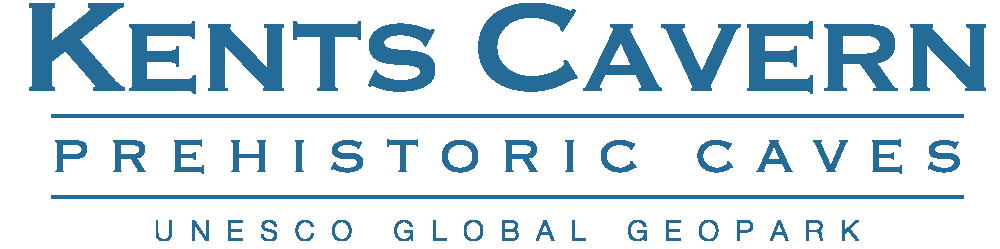 KENTS CAVERN
PREHISTORIC CAVES
UNESCO GLOBAL GEOPARK